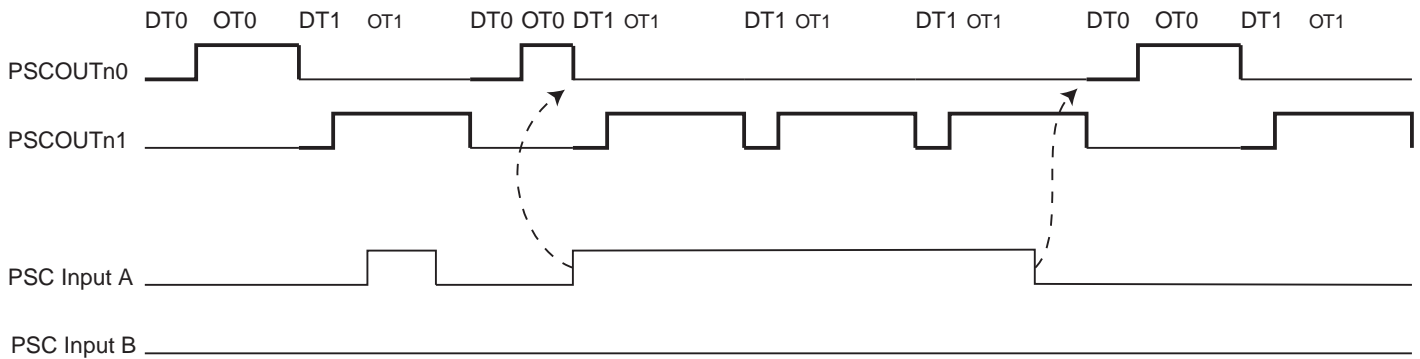 DT0 OT0 DT1 OT1 DT0 OT0 DT1 OT1 DT1 OT1 DT1 OT1 DT0 OT0 DT1 OT1
PSCOUTn0
PSCOUTn1
PSC Input A
PSC Input B